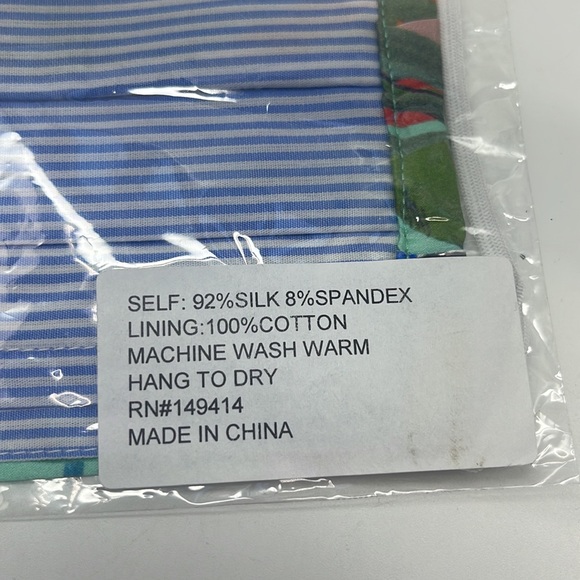 SELF: 92%SILK 8%SPANDEX
LINING:100%COTTON
MACHINE WASH WARM
HANG TO DRY
RN#149414
MADE IN CHINA